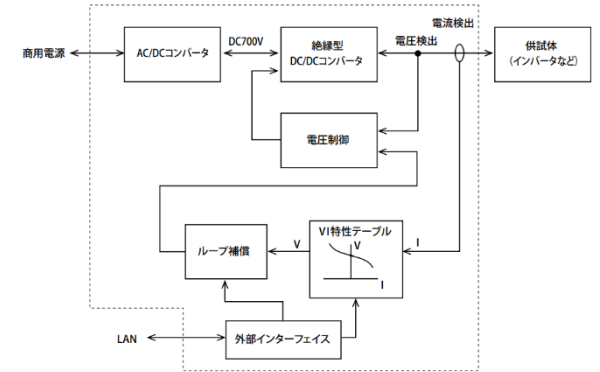 電流検出
商用電源
AC/DCコンバータ
DC700V
絶縁型
DC/DCコンバータ
電圧検出
供試体
（インバータなど）
電圧制御
ループ補償
V
VI特性テーブル
V
I
I
LAN
外部インターフェイス